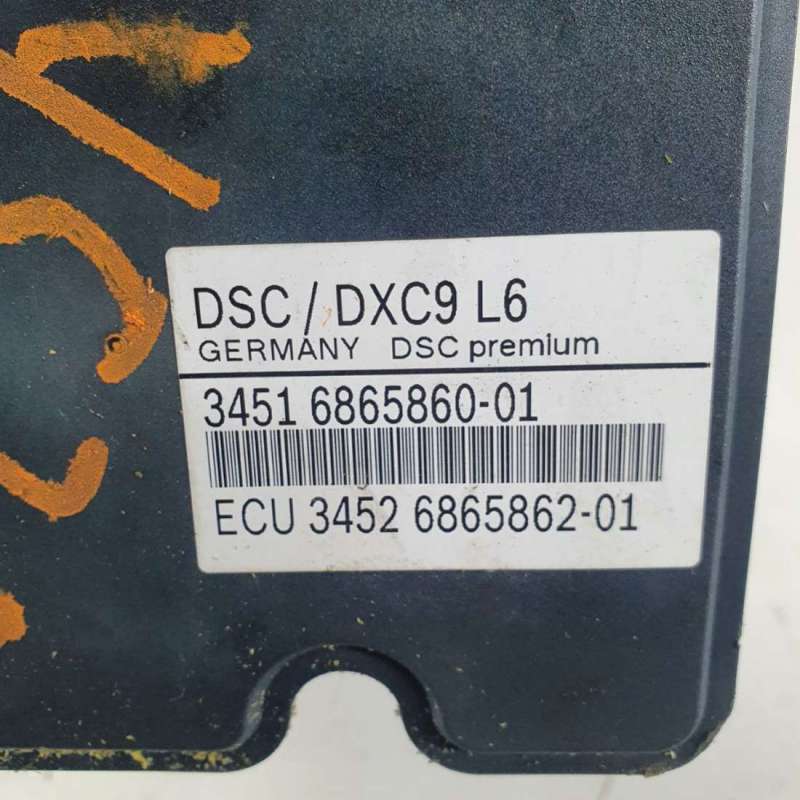 DSC / DXC9 L6
GERMANY DSC premium
3451 6865860-01
ECU 3452 6865862-01